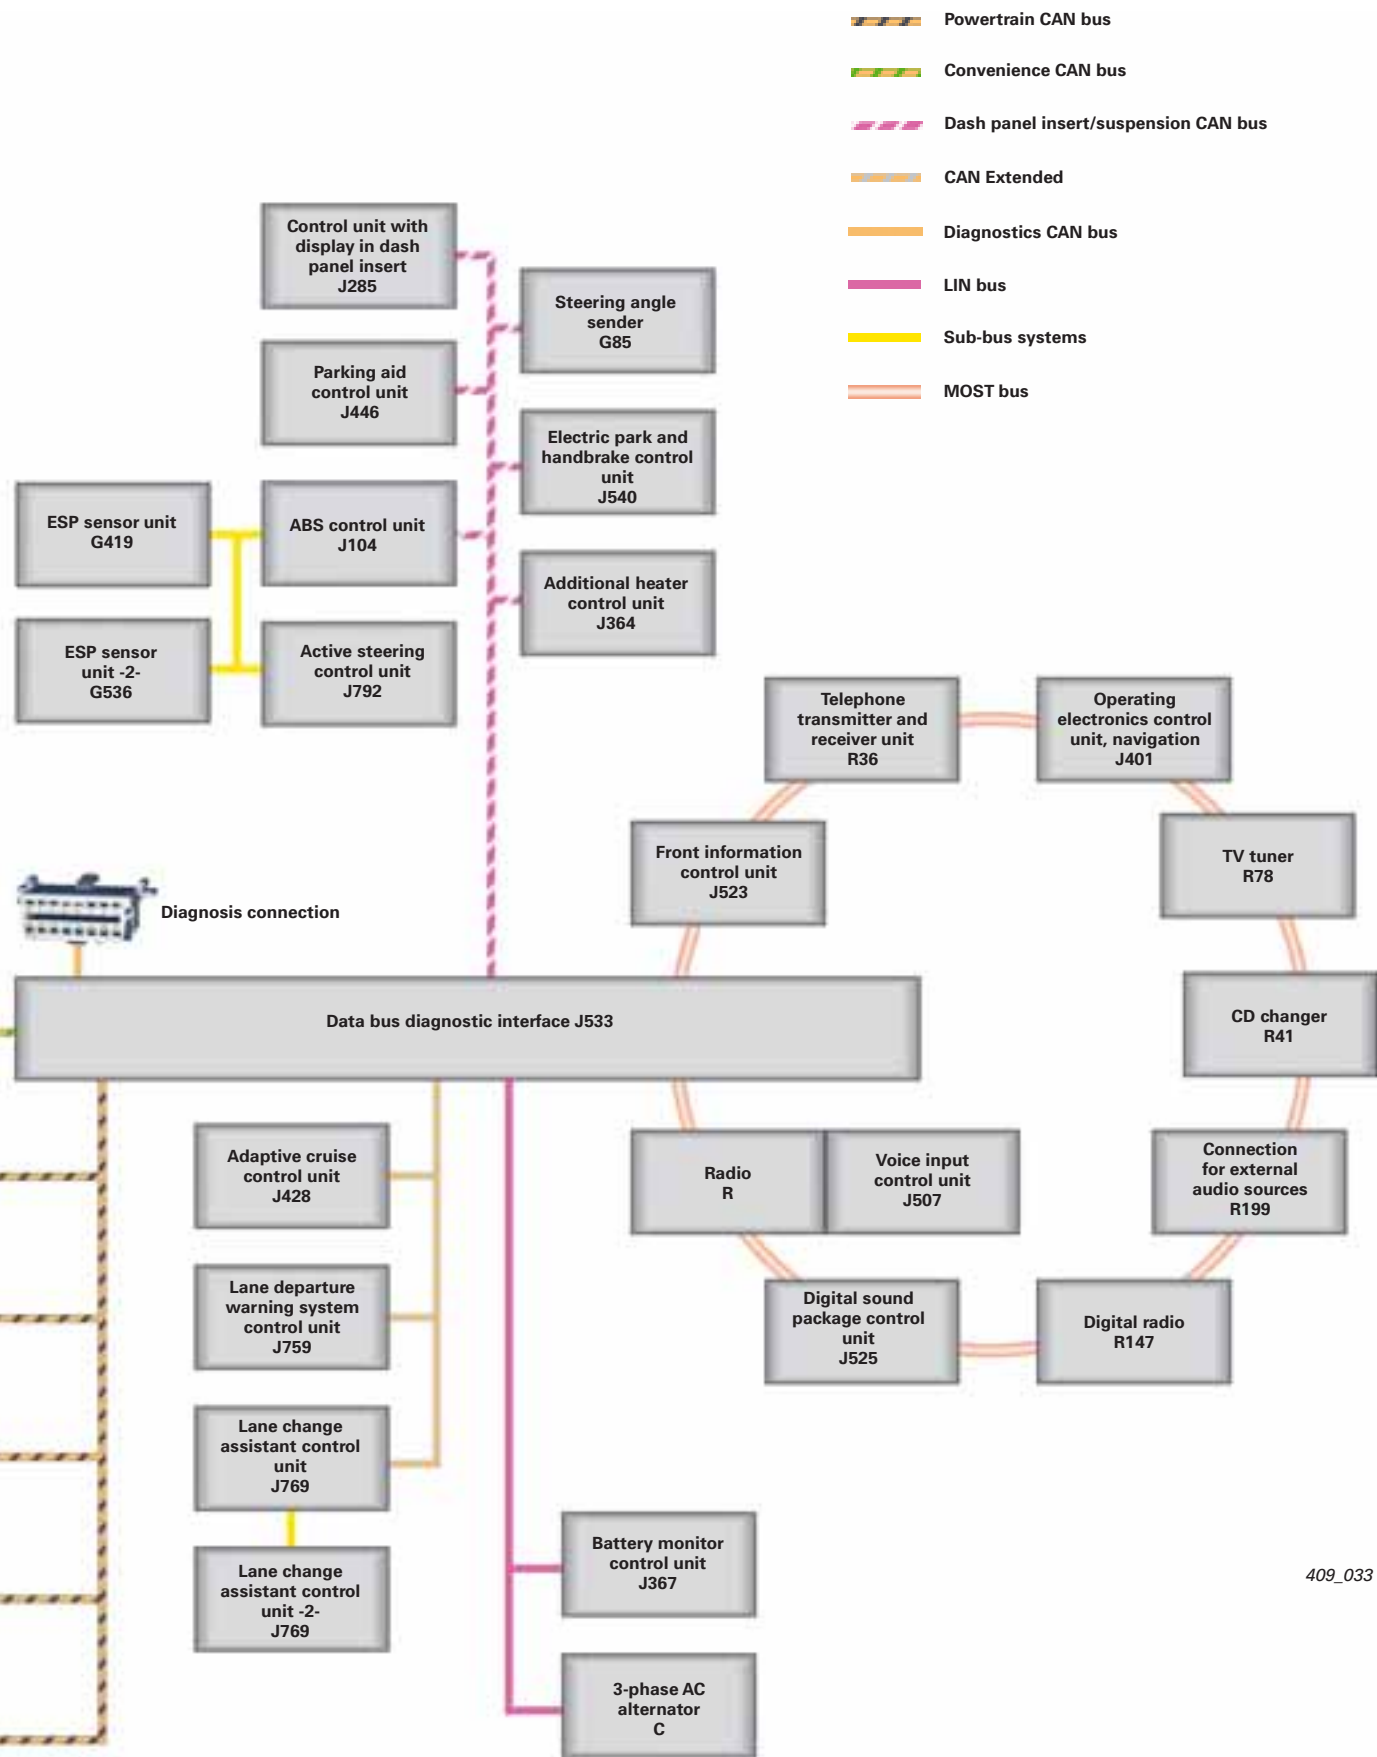 Powertrain CAN bus
Convenience CAN bus
Dash panel insert/suspension CAN bus
CAN Extended
Diagnostics CAN bus
LIN bus
Sub-bus systems
MOST bus
Control unit with
display in dash
panel insert
J285
Steering angle
sender
G85
Parking aid
control unit
J446
Electric park and
handbrake control
unit
J540
ESP sensor unit
G419
ABS control unit
J104
Additional heater
control unit
J364
ESP sensor
unit -2-
G536
Active steering
control unit
J792
Telephone
transmitter and
receiver unit
R36
Operating
electronics control
unit, navigation
J401
Front information
control unit
J523
TV tuner
R78
Diagnosis connection
Data bus diagnostic interface J533
CD changer
R41
Adaptive cruise
control unit
J428
Radio
R
Voice input
control unit
J507
Connection
for external
audio sources
R199
Lane departure
warning system
control unit
J759
Digital sound
package control
unit
J525
Digital radio
R147
Lane change
assistant control
unit
J769
Lane change
assistant control
unit -2-
J769
Battery monitor
control unit
J367
409_033
3-phase AC
alternator
C